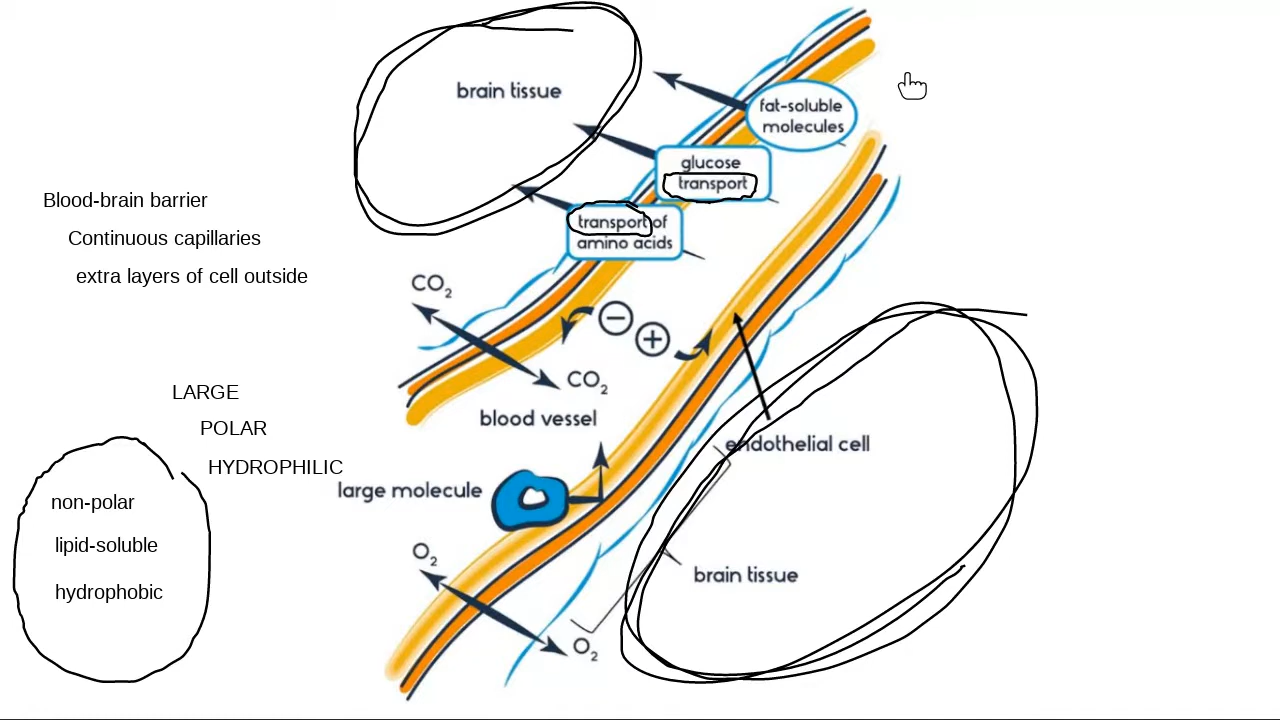 brain tissue
fat-soluble
molecules
glucose
transport
transport of
amino acids
Blood-brain barrier
Continuous capillaries
extra layers of cell outside
CO2
−
+
CO2
blood vessel
LARGE
POLAR
HYDROPHILIC
endothelial cell
large molecule
non-polar
lipid-soluble
hydrophobic
O2
brain tissue
O2